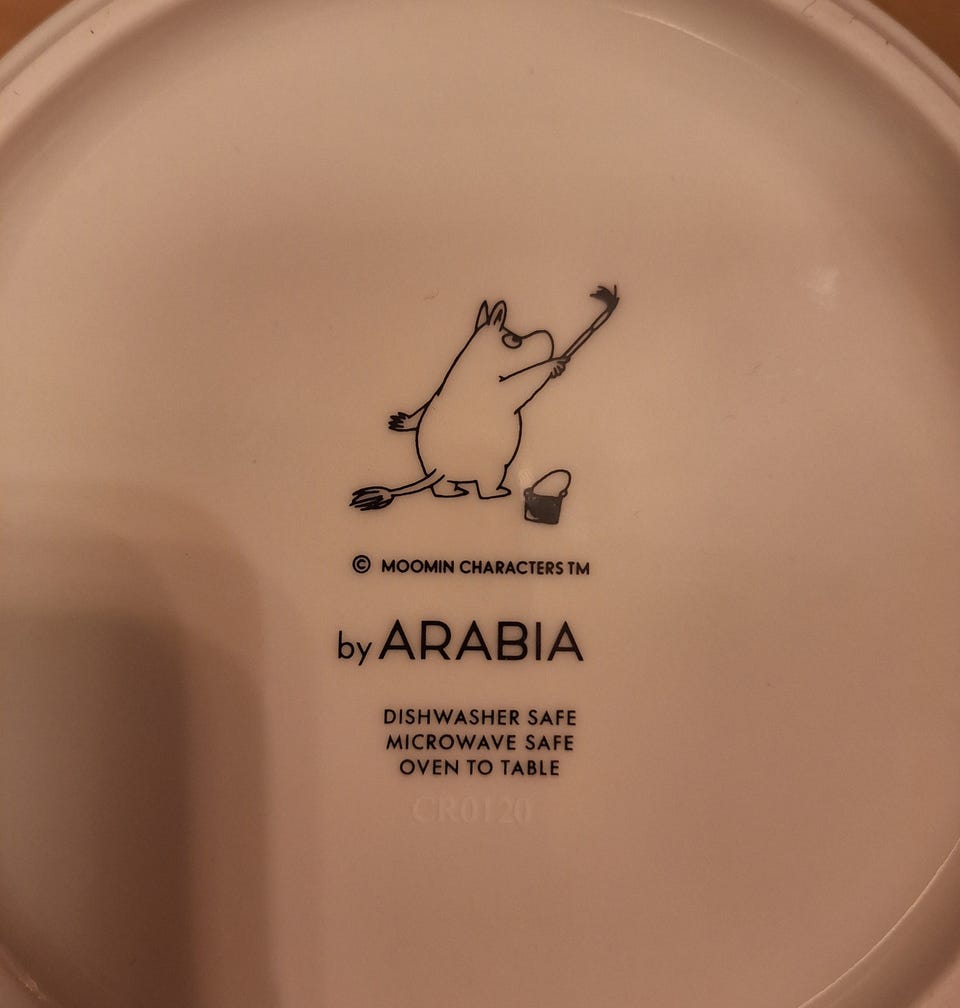 © MOOMIN CHARACTERS TM
by ARABIA
DISHWASHER SAFE
MICROWAVE SAFE
OVEN TO TABLE
CR0120